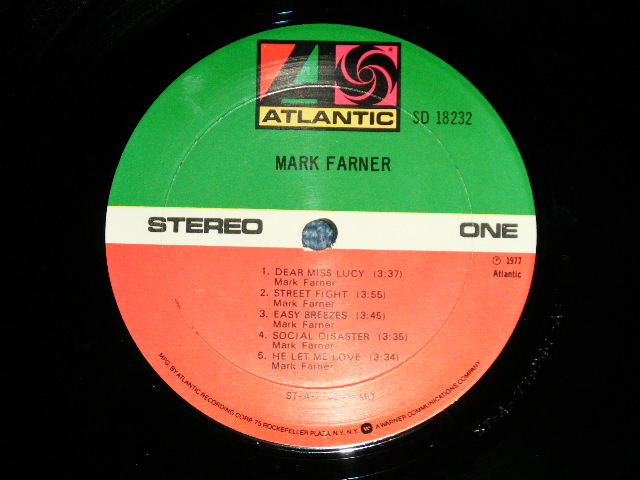 ATLANTIC
SD 18232
MARK FARNER
STEREO
ONE
℗ 1977
Atlantic
1. DEAR MISS LUCY (3:37)
Mark Farner
2. STREET FIGHT (3:55)
Mark Farner
3. EASY BREEZES (3:45)
Mark Farner
4. SOCIAL DISASTER (3:35)
Mark Farner
5. HE LET ME LOVE (3:34)
Mark Farner
MFG. BY ATLANTIC RECORDING CORP. 75 ROCKEFELLER PLAZA, N.Y. N.Y. A WARNER COMMUNICATIONS COMPANY